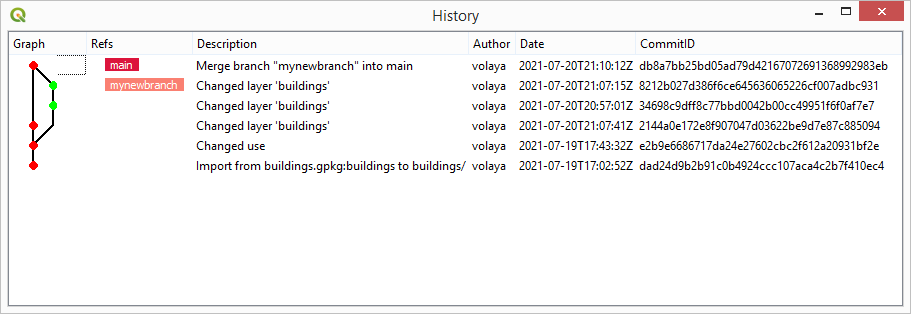 History
Graph Refs Description Author Date CommitID
main Merge branch "mynewbranch" into main volaya 2021-07-20T21:10:12Z db8a7bb25bd05ad79d42167072691368992983eb
mynewbranch Changed layer 'buildings' volaya 2021-07-20T21:07:15Z 8212b027d386f6ce645636065226cf007adbc931
Changed layer 'buildings' volaya 2021-07-20T20:57:01Z 34698c9dff8c77bbd0042b00cc49951f6f0af7e7
Changed layer 'buildings' volaya 2021-07-20T21:07:41Z 2144a0e172e8f907047d03622be9d7e87c885094
Changed use volaya 2021-07-19T17:43:32Z e2b9e6686717da24e27602cbc2f612a20931bf2e
Import from buildings.gpkg:buildings to buildings/ volaya 2021-07-19T17:02:52Z dad24d9b2b91c0b4924ccc107aca4c2b7f410ec4